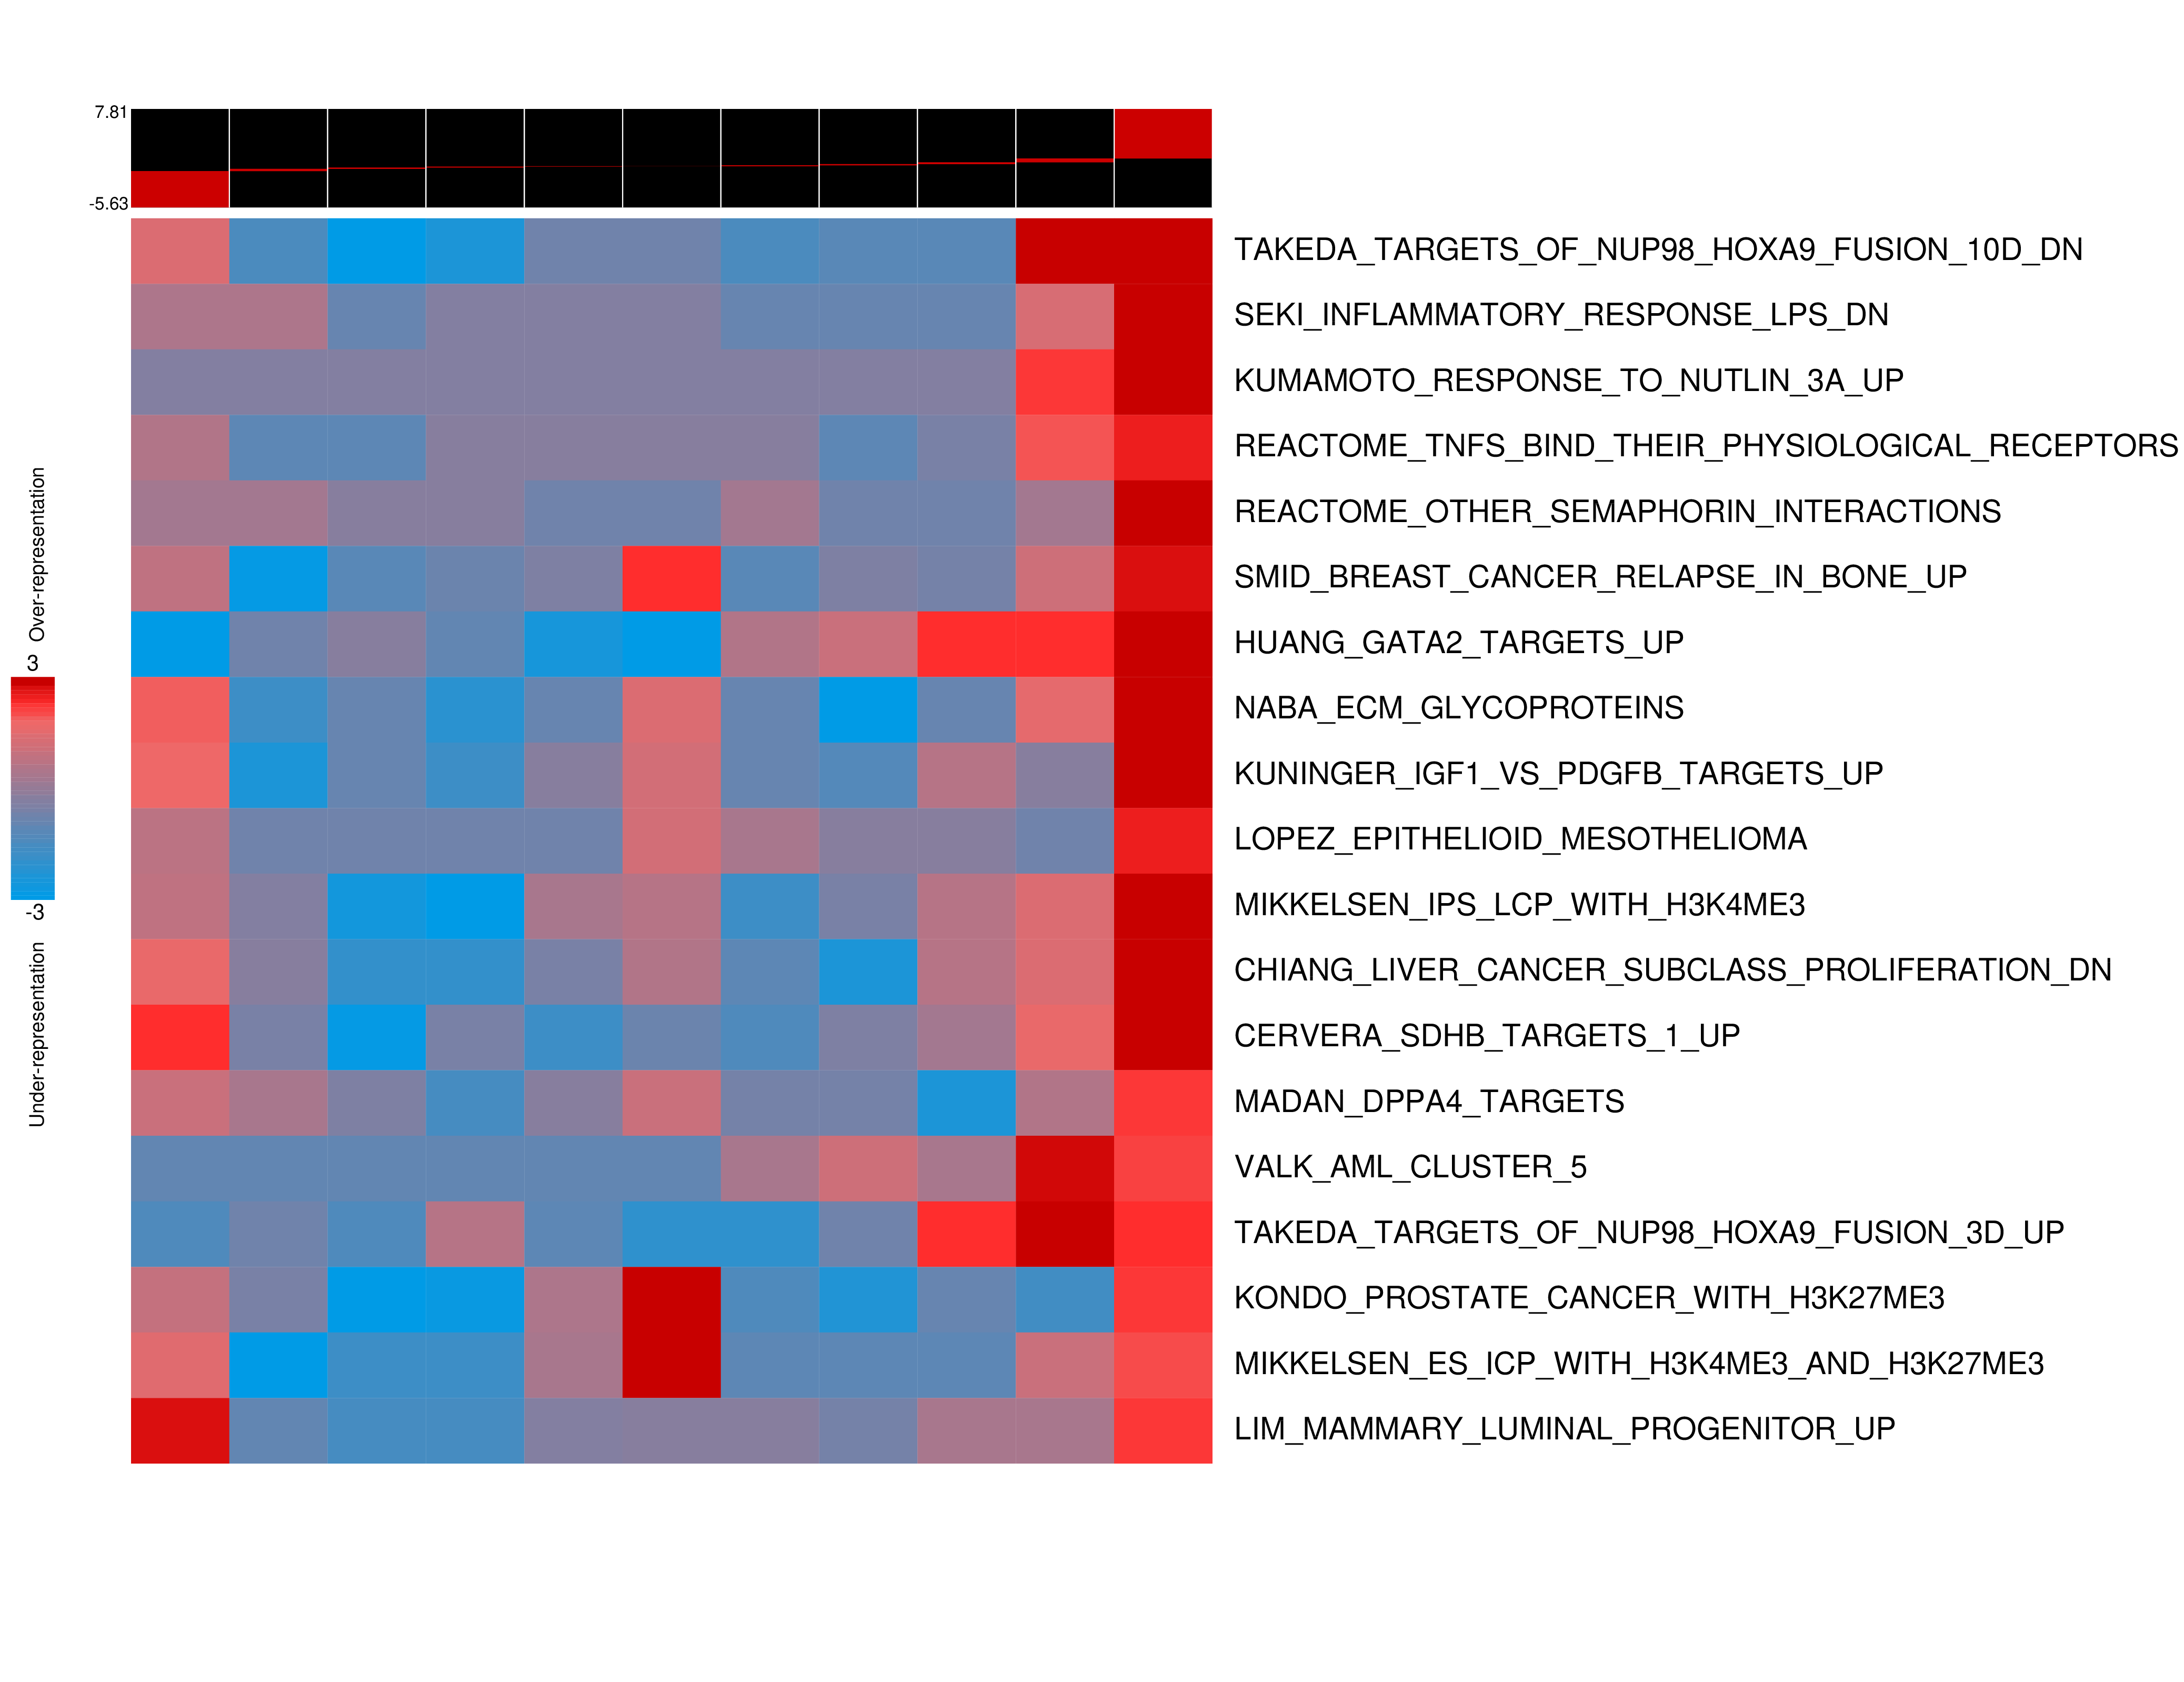 7.81
-5.63
TAKEDA_TARGETS_OF_NUP98_HOXA9_FUSION_10D_DN
SEKI_INFLAMMATORY_RESPONSE_LPS_DN
KUMAMOTO_RESPONSE_TO_NUTLIN_3A_UP
REACTOME_TNFS_BIND_THEIR_PHYSIOLOGICAL_RECEPTORS
REACTOME_OTHER_SEMAPHORIN_INTERACTIONS
SMID_BREAST_CANCER_RELAPSE_IN_BONE_UP
HUANG_GATA2_TARGETS_UP
NABA_ECM_GLYCOPROTEINS
KUNINGER_IGF1_VS_PDGFB_TARGETS_UP
LOPEZ_EPITHELIOID_MESOTHELIOMA
MIKKELSEN_IPS_LCP_WITH_H3K4ME3
CHIANG_LIVER_CANCER_SUBCLASS_PROLIFERATION_DN
CERVERA_SDHB_TARGETS_1_UP
MADAN_DPPA4_TARGETS
VALK_AML_CLUSTER_5
TAKEDA_TARGETS_OF_NUP98_HOXA9_FUSION_3D_UP
KONDO_PROSTATE_CANCER_WITH_H3K27ME3
MIKKELSEN_ES_ICP_WITH_H3K4ME3_AND_H3K27ME3
LIM_MAMMARY_LUMINAL_PROGENITOR_UP
Over-representation
3
-3
Under-representation